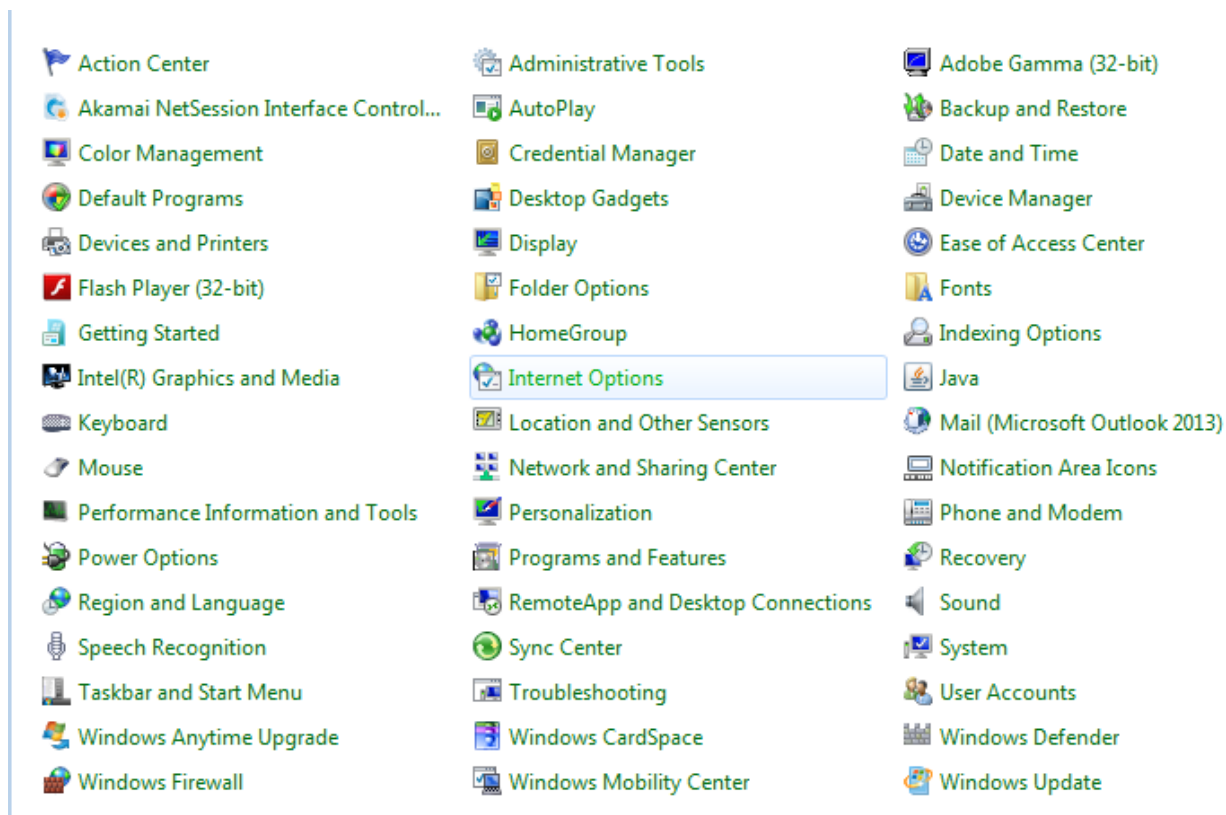 Action Center
Administrative Tools
Adobe Gamma (32-bit)
Akamai NetSession Interface Control...
AutoPlay
Backup and Restore
Color Management
Credential Manager
Date and Time
Default Programs
Desktop Gadgets
Device Manager
Devices and Printers
Display
Ease of Access Center
Flash Player (32-bit)
Folder Options
Fonts
Getting Started
HomeGroup
Indexing Options
Intel(R) Graphics and Media
Internet Options
Java
Keyboard
Location and Other Sensors
Mail (Microsoft Outlook 2013)
Mouse
Network and Sharing Center
Notification Area Icons
Performance Information and Tools
Personalization
Phone and Modem
Power Options
Programs and Features
Recovery
Region and Language
RemoteApp and Desktop Connections
Sound
Speech Recognition
Sync Center
System
Taskbar and Start Menu
Troubleshooting
User Accounts
Windows Anytime Upgrade
Windows CardSpace
Windows Defender
Windows Firewall
Windows Mobility Center
Windows Update